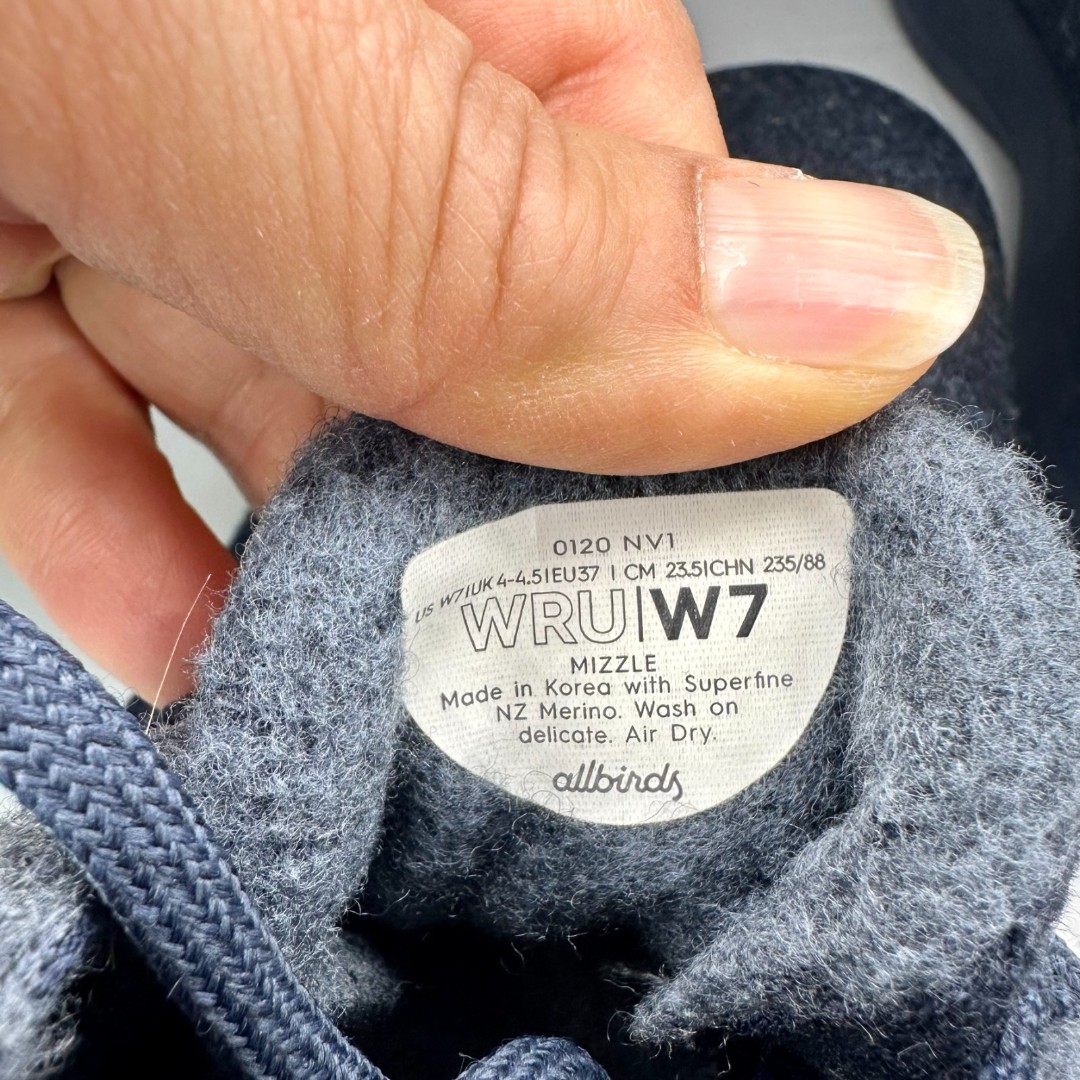 0120 NV1
US W7|UK 4-4.5|EU37 | CM 23.5|CHN 235/88
WRU|W7
MIZZLE
Made in Korea with Superfine
NZ Merino. Wash on
delicate. Air Dry.
allbirds